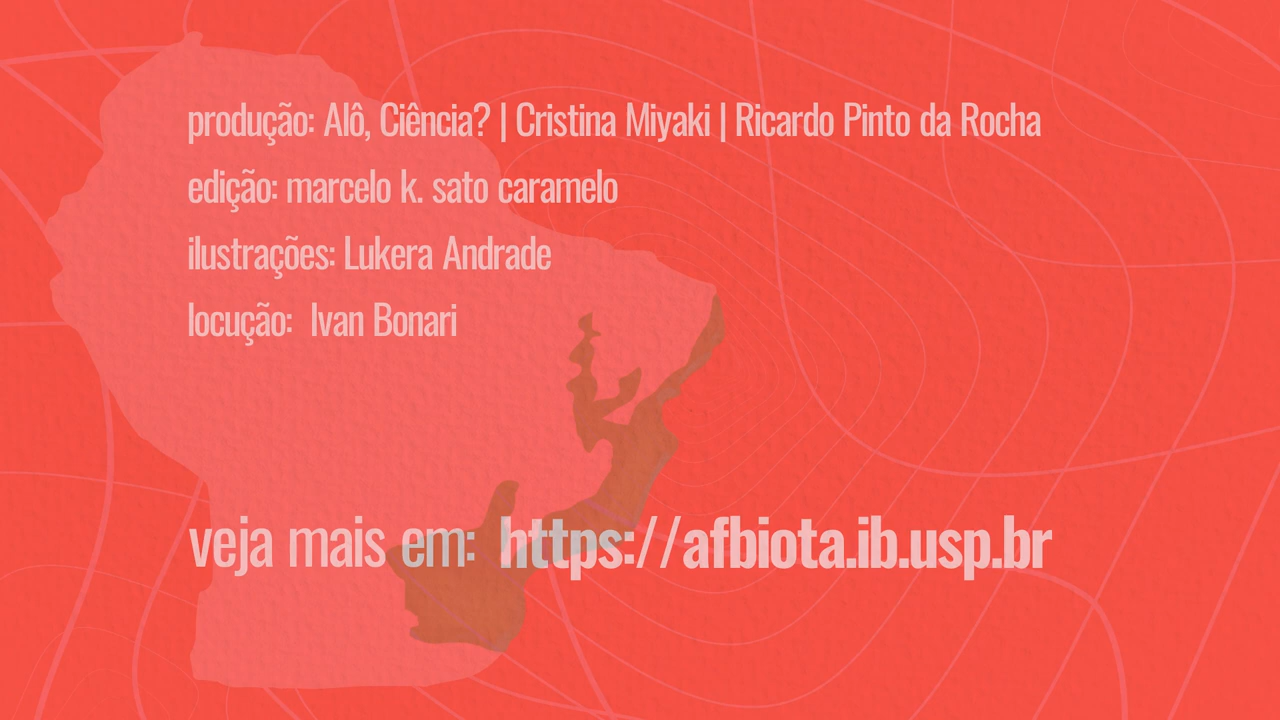 produção: Alô, Ciência? | Cristina Miyaki | Ricardo Pinto da Rocha
edição: marcelo k. sato caramelo
ilustrações: Lukera Andrade
locução: Ivan Bonari
veja mais em: https://afbiota.ib.usp.br